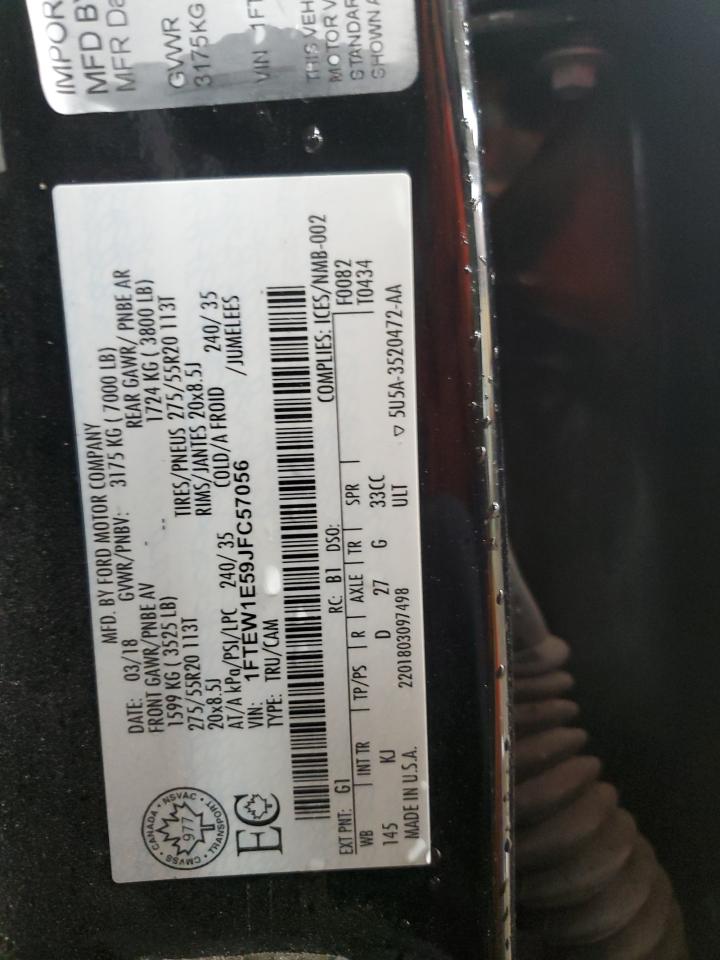 IMPOR
MFD BY
MFR Da
GVWR
3175KG
VIN 1FT
THIS VEH
MOTOR V
STANDAR
SHOWN A
MFD. BY FORD MOTOR COMPANY
DATE: 03/18 GVWR/PNBV: 3175 KG ( 7000 LB)
FRONT GAWR/PNBE AV REAR GAWR/ PNBE AR
1599 KG ( 3525 LB) 1724 KG ( 3800 LB)
275/55R20 113T TIRES/PNEUS 275/55R20 113T
20x8.5J RIMS/JANTES 20x8.5J
AT/A kPa/PSI/LPC 240/ 35 COLD/A FROID 240/ 35
VIN: 1FTEW1E59JFC57056 /JUMELEES
TYPE: TRU/CAM
CANADA • NSVAC • TRANSPORT • CMVSS •
977
EC
COMPLIES: ICES/NMB-002
EXT PNT: G1 RC: B1 DSO: F0082
WB INT TR TP/PS R AXLE TR SPR T0434
145 KJ D 27 G 33CC
ULT
MADE IN U.S.A. 2201803097498 ▽ 5U5A-3520472-AA